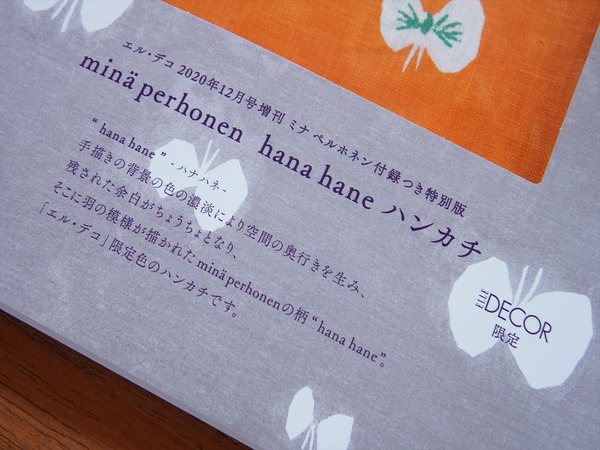 エル・デコ 2020年12月号増刊 ミナ ペルホネン付録つき特別版
minä perhonen hana hane ハンカチ
“hana hane” -ハナハネ-
手描きの背景の色の濃淡により空間の奥行きを生み、
残された余白がちょうちょとなり、
そこに羽の模様が描かれたminä perhonenの柄“hana hane”。
「エル・デコ」限定色のハンカチです。
ELLE DECOR
限定